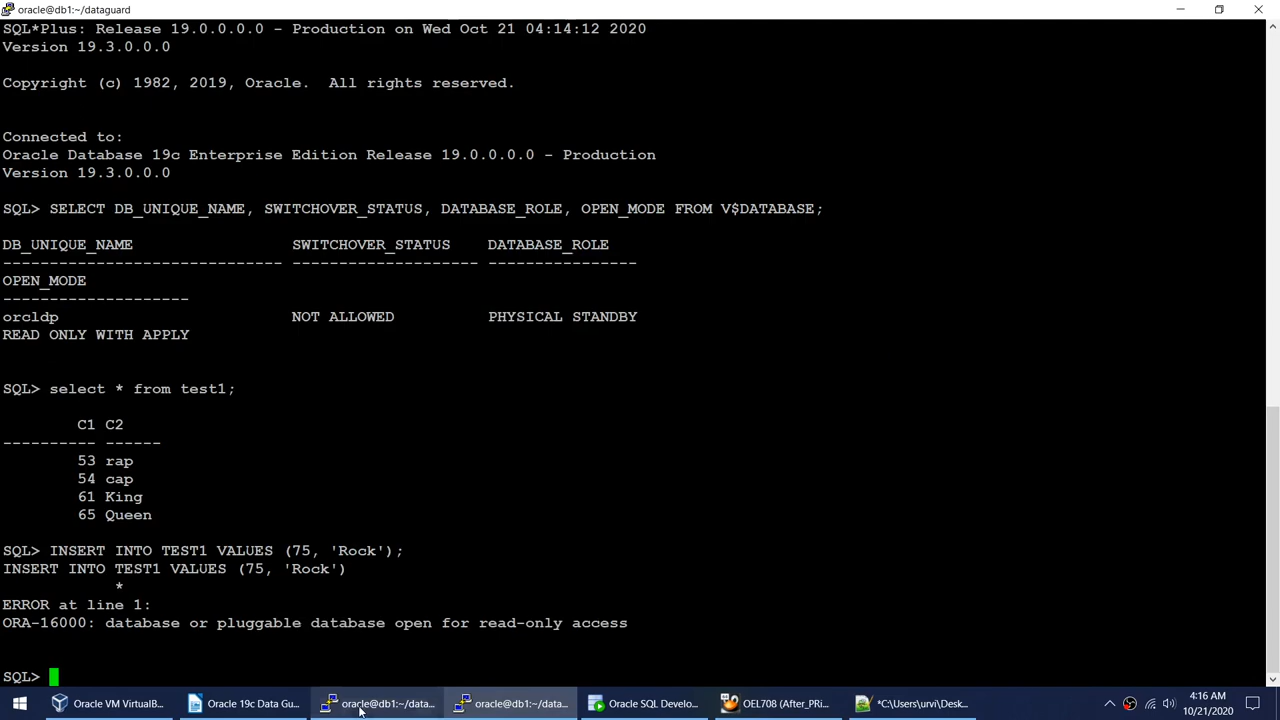 oracle@db1:~/dataguard
SQL*Plus: Release 19.0.0.0.0 - Production on Wed Oct 21 04:14:12 2020
Version 19.3.0.0.0
Copyright (c) 1982, 2019, Oracle.  All rights reserved.
Connected to:
Oracle Database 19c Enterprise Edition Release 19.0.0.0.0 - Production
Version 19.3.0.0.0
SQL> SELECT DB_UNIQUE_NAME, SWITCHOVER_STATUS, DATABASE_ROLE, OPEN_MODE FROM V$DATABASE;
DB_UNIQUE_NAME                 SWITCHOVER_STATUS    DATABASE_ROLE
------------------------------ -------------------- ----------------
OPEN_MODE
--------------------
orcldp                         NOT ALLOWED          PHYSICAL STANDBY
READ ONLY WITH APPLY
SQL> select * from test1;
        C1 C2
---------- ------
        53 rap
        54 cap
        61 King
        65 Queen
SQL> INSERT INTO TEST1 VALUES (75, 'Rock');
INSERT INTO TEST1 VALUES (75, 'Rock')
            *
ERROR at line 1:
ORA-16000: database or pluggable database open for read-only access
SQL>
Oracle VM VirtualB... Oracle 19c Data Gu... oracle@db1:~/data... oracle@db1:~/data... Oracle SQL Develo... OEL708 (After_PRi... *C:\Users\urvi\Desk... 4:16 AM
10/21/2020